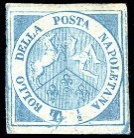 BOLLO DELLA POSTA NAPOLETANA
½ T